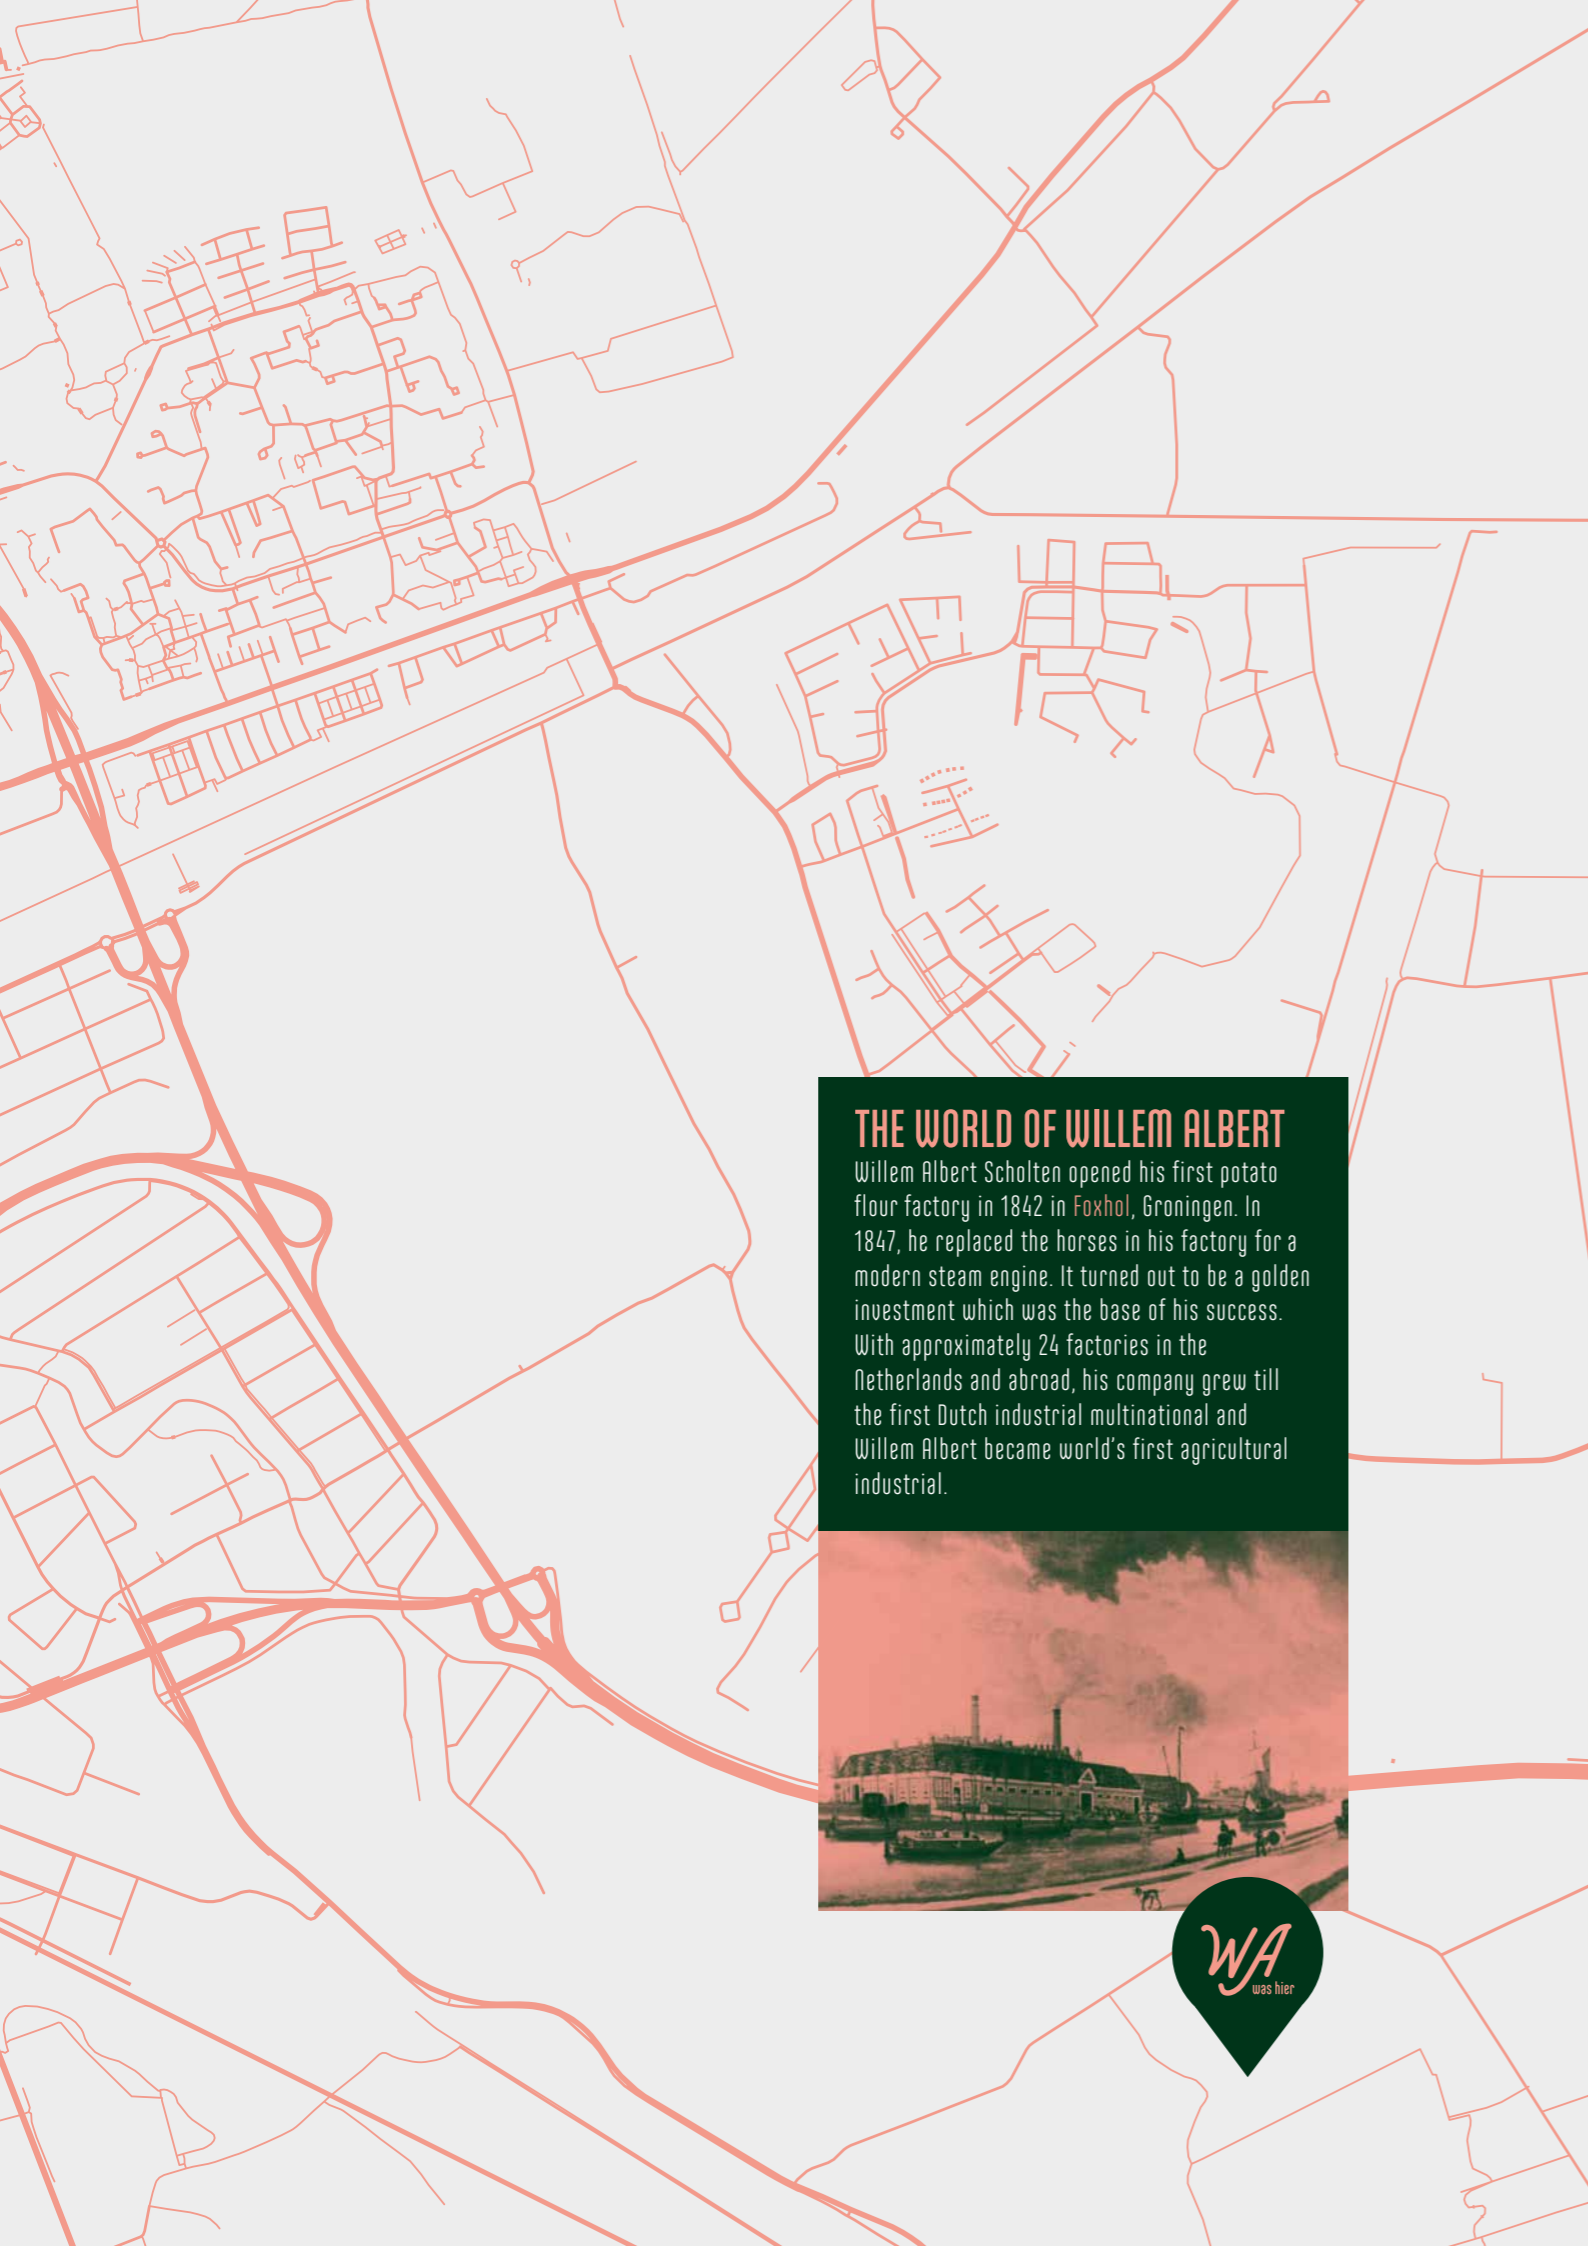 THE WORLD OF WILLEM ALBERT
Willem Albert Scholten opened his first potato
flour factory in 1842 in Foxhol, Groningen. In
1847, he replaced the horses in his factory for a
modern steam engine. It turned out to be a golden
investment which was the base of his success.
With approximately 24 factories in the
Netherlands and abroad, his company grew till
the first Dutch industrial multinational and
Willem Albert became world's first agricultural
industrial.
WA
was hier